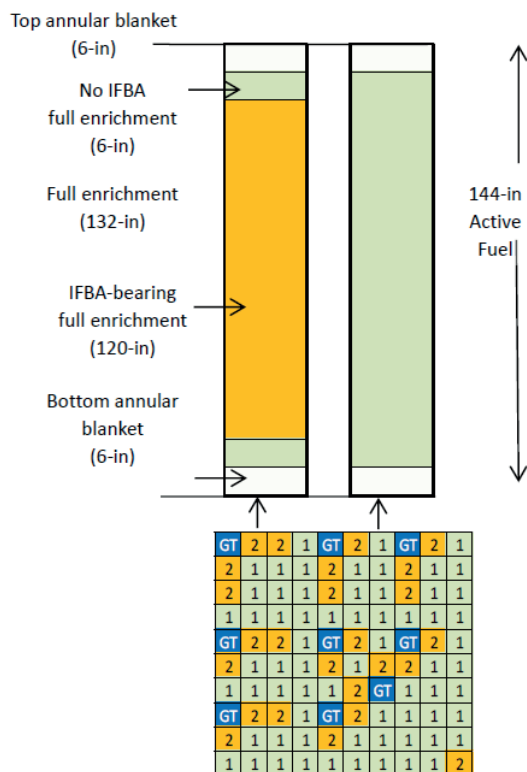 Top annular blanket
(6-in)
No IFBA
full enrichment
(6-in)
Full enrichment
(132-in)
IFBA-bearing
full enrichment
(120-in)
Bottom annular
blanket
(6-in)
144-in
Active
Fuel
GT 2 2 1 GT 2 1 GT 2 1
2 1 1 1 2 1 1 2 1 1
2 1 1 1 2 1 1 2 1 1
1 1 1 1 1 1 1 1 1 1
GT 2 2 1 GT 2 1 GT 2 1
2 1 1 1 2 1 2 2 1 1
1 1 1 1 1 2 GT 1 1 1
GT 2 2 1 GT 2 1 1 1 1
2 1 1 1 2 1 1 1 1 1
1 1 1 1 1 1 1 1 1 2